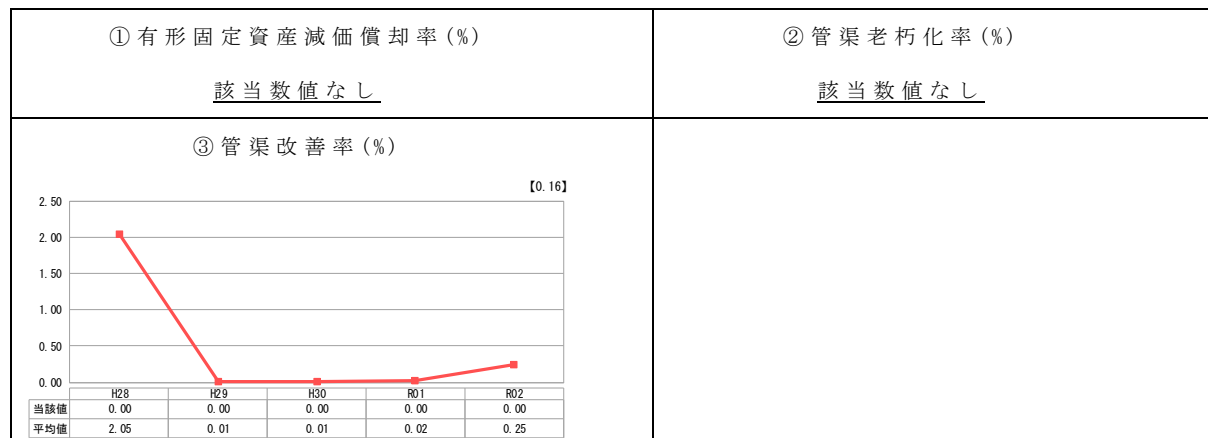 ①有形固定資産減価償却率(%)
該当数値なし
②管渠老朽化率(%)
該当数値なし
③管渠改善率(%)
【0.16】
2.50
2.00
1.50
1.00
0.50
0.00
H28 H29 H30 R01 R02
当該値 0.00 0.00 0.00 0.00 0.00
平均値 2.05 0.01 0.01 0.02 0.25